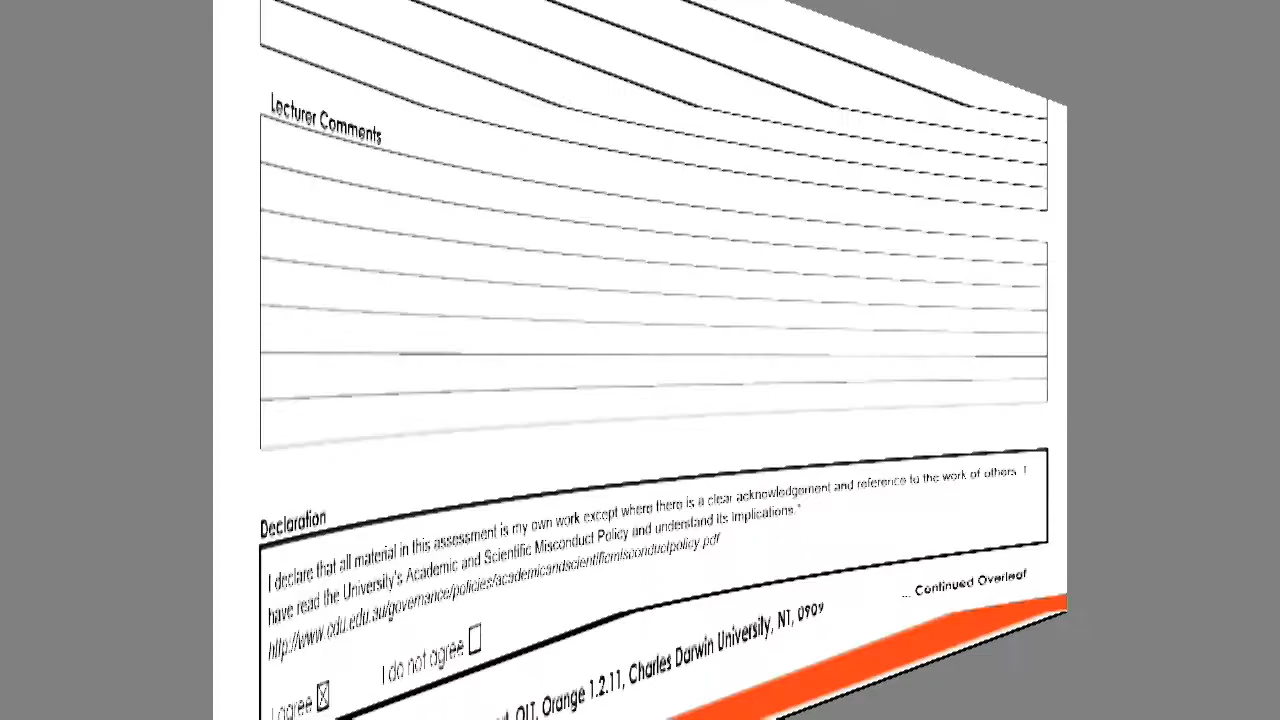 Lecturer Comments
Declaration
I declare that all material in this assessment is my own work except where there is a clear acknowledgement and reference to the work of others. I
have read the University's Academic and Scientific Misconduct Policy and understand its implications.*
http://www.cdu.edu.au/governance/policies/academicandscientificmisconductpolicy.pdf
I agree ☒ I do not agree ☐
... Continued Overleaf
OLT, Orange 1.2.11, Charles Darwin University, NT, 0909